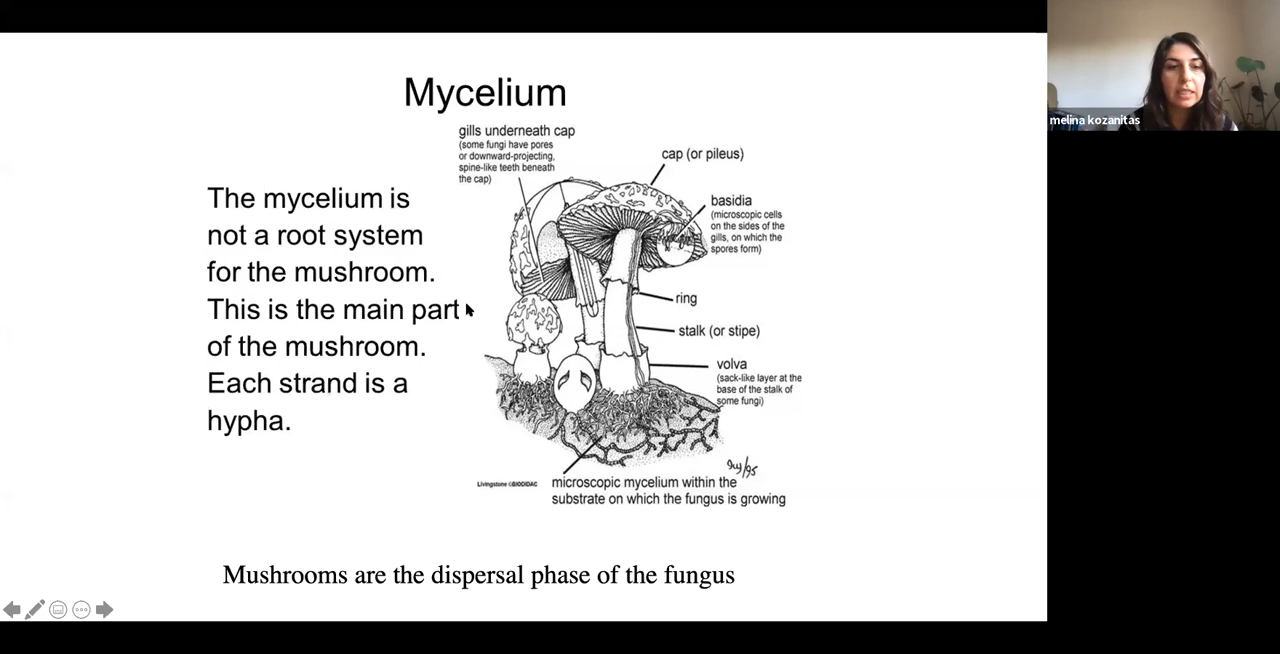 Mycelium
gills underneath cap
(some fungi have pores
or downward-projecting,
spine-like teeth beneath
the cap)
cap (or pileus)
basidia
(microscopic cells
on the sides of the
gills, on which the
spores form)
ring
stalk (or stipe)
volva
(sack-like layer at the
base of the stalk of
some fungi)
The mycelium is
not a root system
for the mushroom.
This is the main part
of the mushroom.
Each strand is a
hypha.
Livingstone ©BIODIDAC
microscopic mycelium within the
substrate on which the fungus is growing
Mushrooms are the dispersal phase of the fungus
melina kozanitas